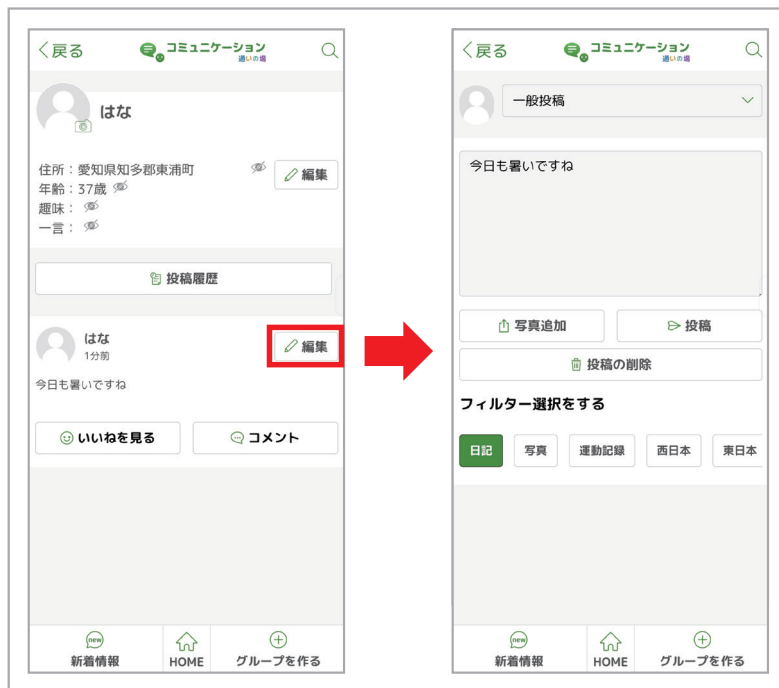 戻る
コミュニケーション
通いの場
はな
住所：愛知県知多郡東浦町
編集
年齢：37歳
趣味：
一言：
投稿履歴
はな
1分前
編集
今日も暑いですね
いいねを見る
コメント
new
新着情報
HOME
グループを作る
戻る
コミュニケーション
通いの場
一般投稿
今日も暑いですね
写真追加
投稿
投稿の削除
フィルター選択をする
日記
写真
運動記録
西日本
東日本
new
新着情報
HOME
グループを作る